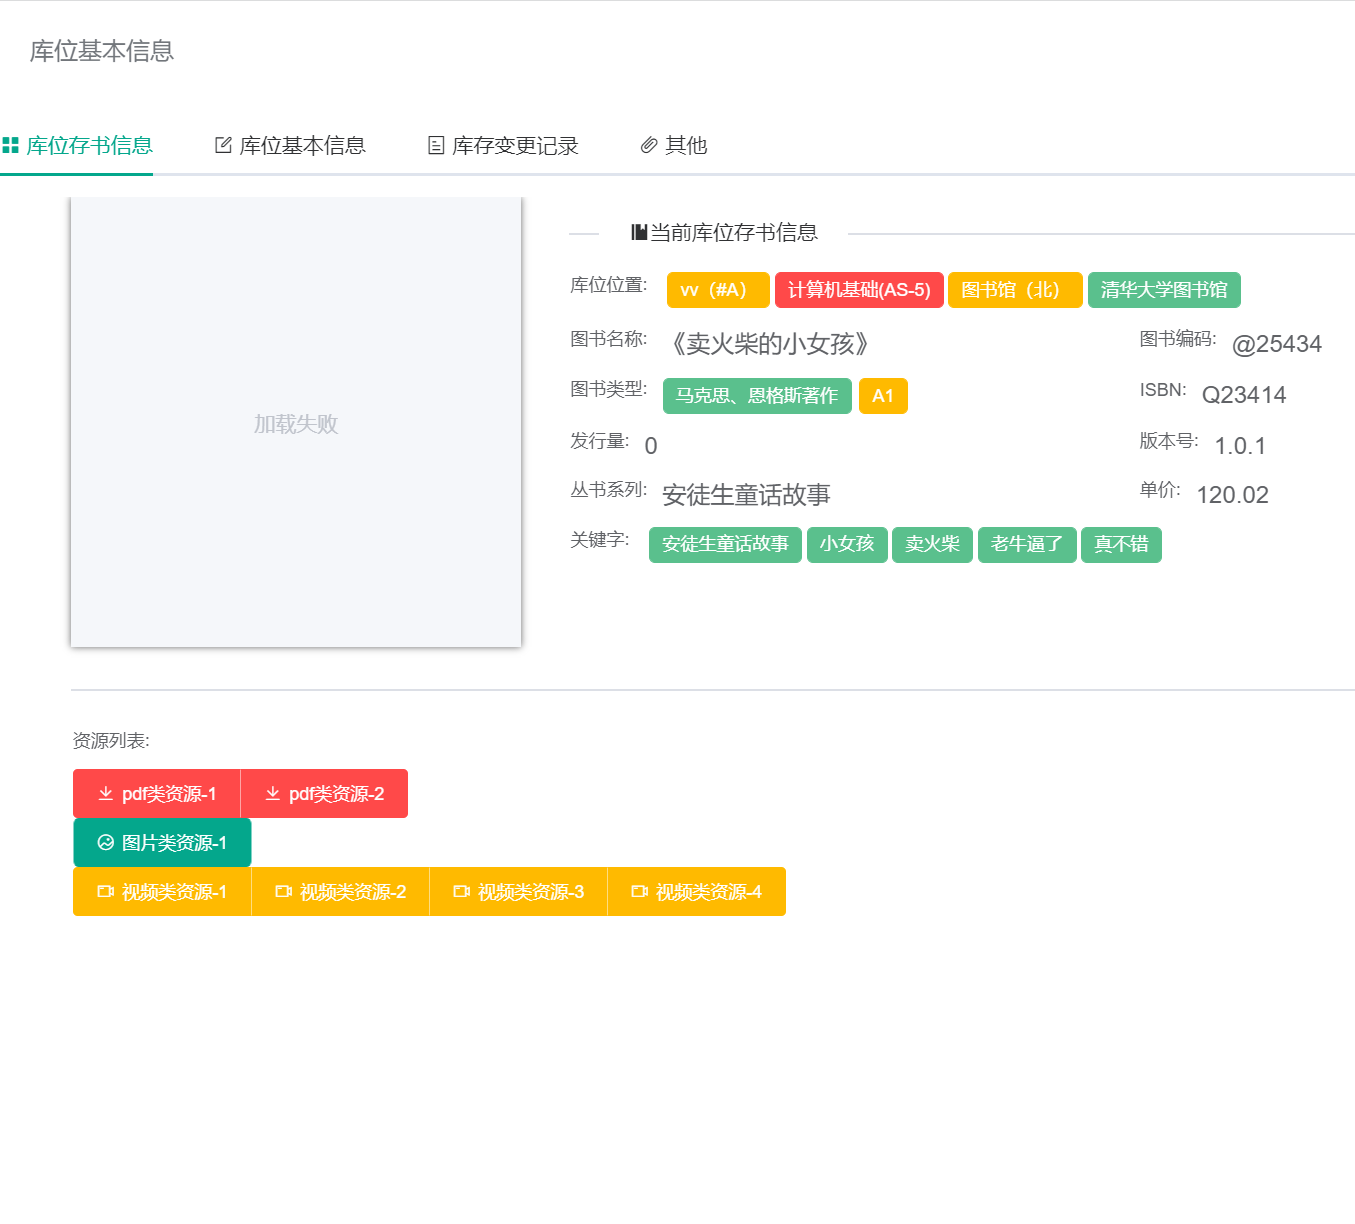 库位基本信息
库位存书信息 库位基本信息 库存变更记录 其他
当前库位存书信息
库位位置: vv（#A） 计算机基础(AS-5) 图书馆（北） 清华大学图书馆
图书名称: 《卖火柴的小女孩》 图书编码: @25434
图书类型: 马克思、恩格斯著作 A1 ISBN: Q23414
发行量: 0 版本号: 1.0.1
丛书系列: 安徒生童话故事 单价: 120.02
关键字: 安徒生童话故事 小女孩 卖火柴 老牛逼了 真不错
加载失败
资源列表:
pdf类资源-1 pdf类资源-2
图片类资源-1
视频类资源-1 视频类资源-2 视频类资源-3 视频类资源-4